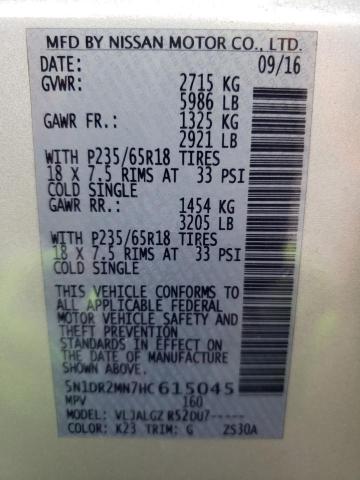 MFD BY NISSAN MOTOR CO., LTD.
DATE: 09/16
GVWR: 2715 KG
5986 LB
GAWR FR.: 1325 KG
2921 LB
WITH P235/65R18 TIRES
18 X 7.5 RIMS AT 33 PSI
COLD SINGLE
GAWR RR.: 1454 KG
3205 LB
WITH P235/65R18 TIRES
18 X 7.5 RIMS AT 33 PSI
COLD SINGLE
THIS VEHICLE CONFORMS TO
ALL APPLICABLE FEDERAL
MOTOR VEHICLE SAFETY AND
THEFT PREVENTION
STANDARDS IN EFFECT ON
THE DATE OF MANUFACTURE
SHOWN ABOVE.
5N1DR2MN7HC615045
MPV 160
MODEL: VLJALGZ R52DU7-----
COLOR: K23 TRIM: G ZS30A